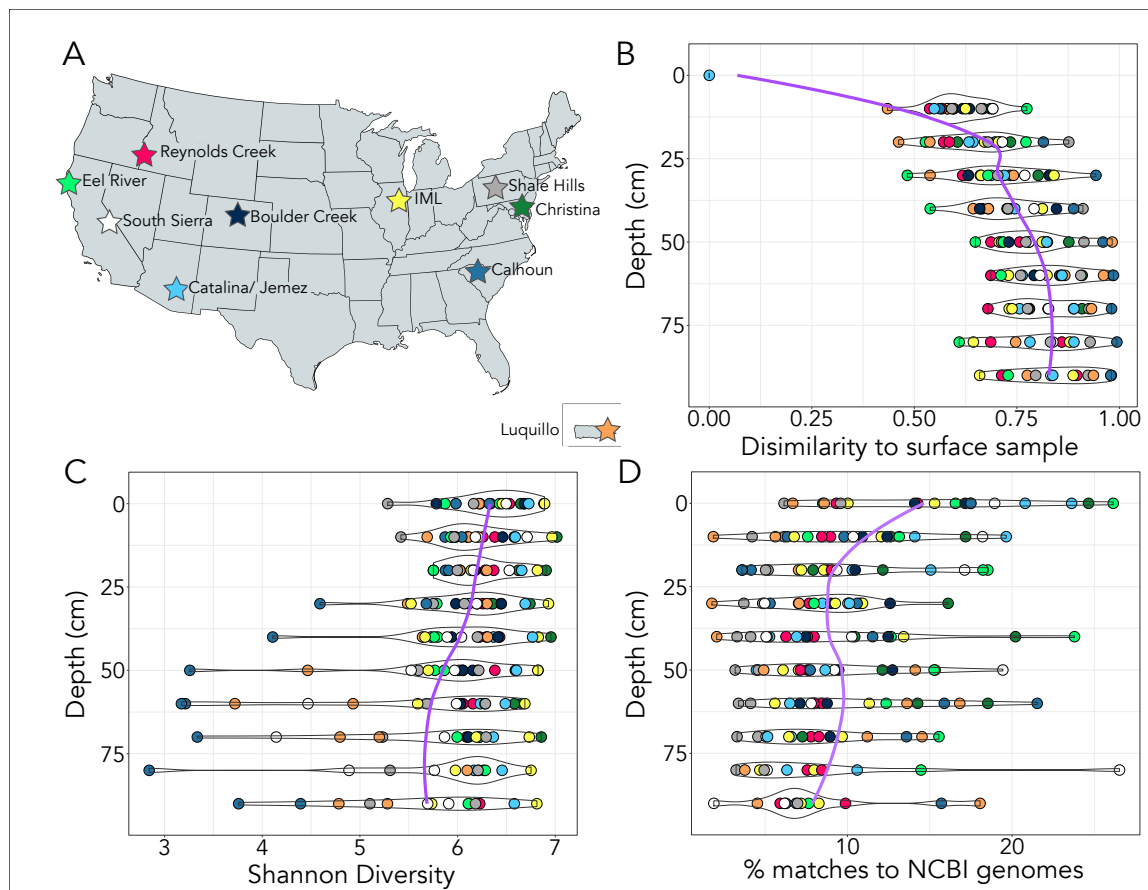 A
Reynolds Creek
Eel River
South Sierra
Boulder Creek
IML
Shale Hills
Christina
Calhoun
Catalina/ Jemez
Luquillo
B
0
25
50
75
Depth (cm)
0.00 0.25 0.50 0.75 1.00
Disimilarity to surface sample
C
0
25
50
75
Depth (cm)
3 4 5 6 7
Shannon Diversity
D
0
25
50
75
Depth (cm)
10 20
% matches to NCBI genomes